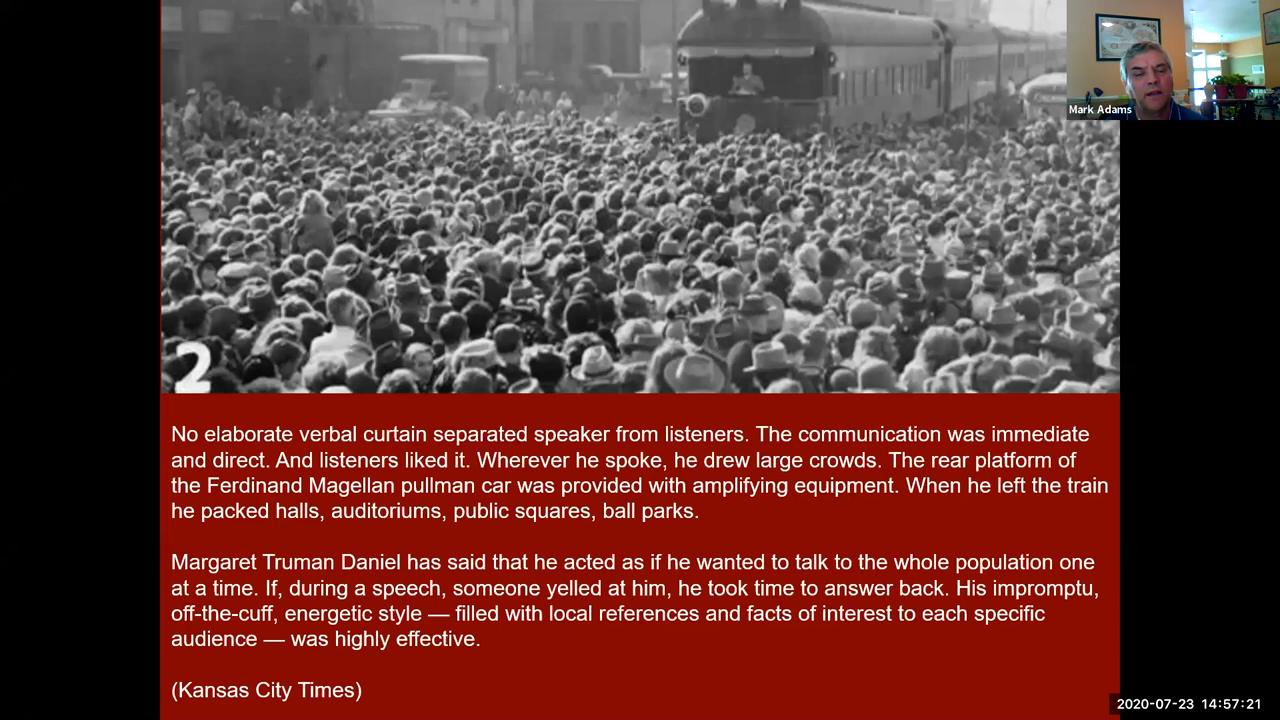 Mark Adams
2
No elaborate verbal curtain separated speaker from listeners. The communication was immediate
and direct. And listeners liked it. Wherever he spoke, he drew large crowds. The rear platform of
the Ferdinand Magellan pullman car was provided with amplifying equipment. When he left the train
he packed halls, auditoriums, public squares, ball parks.
Margaret Truman Daniel has said that he acted as if he wanted to talk to the whole population one
at a time. If, during a speech, someone yelled at him, he took time to answer back. His impromptu,
off-the-cuff, energetic style — filled with local references and facts of interest to each specific
audience — was highly effective.
(Kansas City Times)
2020-07-23 14:57:21